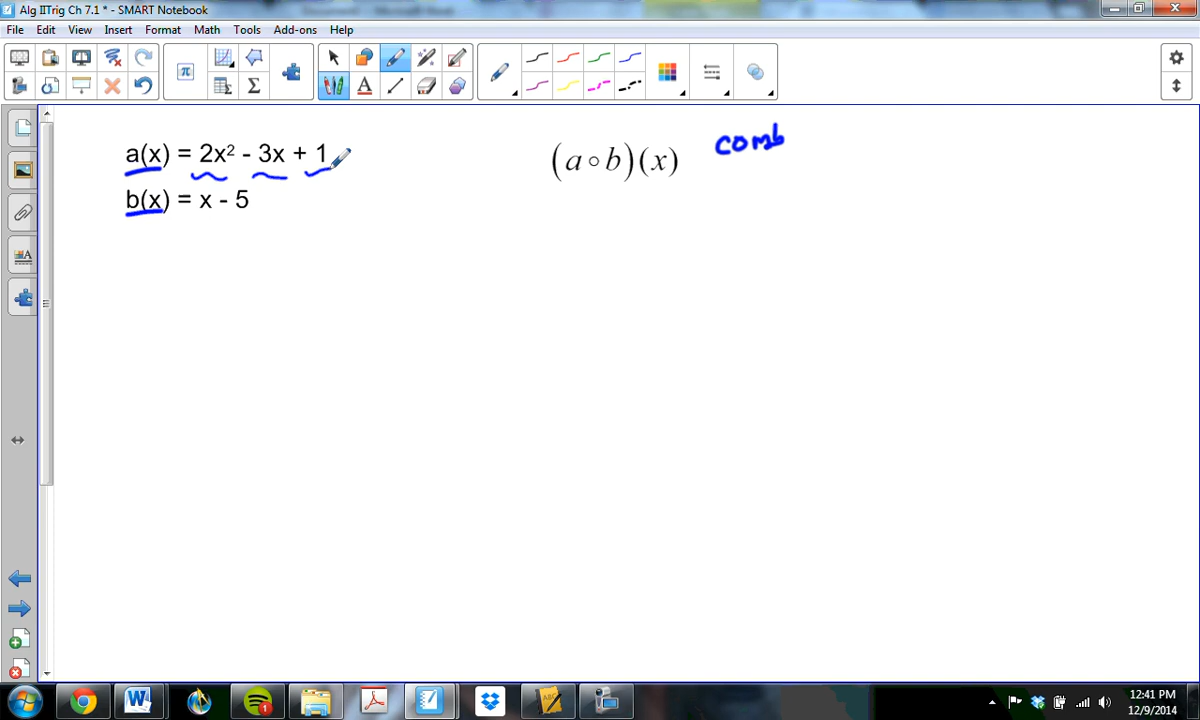 Alg IITrig Ch 7.1 * - SMART Notebook
File Edit View Insert Format Math Tools Add-ons Help
a(x) = 2x² - 3x + 1
b(x) = x - 5
(a ∘ b)(x)
comb
12:41 PM
12/9/2014